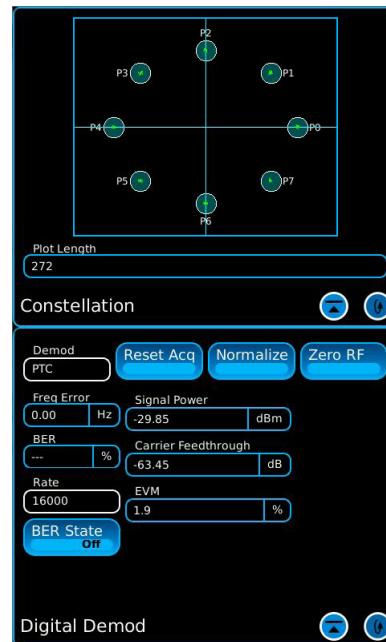 P2
P3 P1
P4 P0
P5 P7
P6
Plot Length
272
Constellation
Demod
PTC
Reset Acq Normalize Zero RF
Freq Error
0.00 Hz
Signal Power
-29.85 dBm
BER
--- %
Carrier Feedthrough
-63.45 dB
Rate
16000
EVM
1.9 %
BER State
Off
Digital Demod